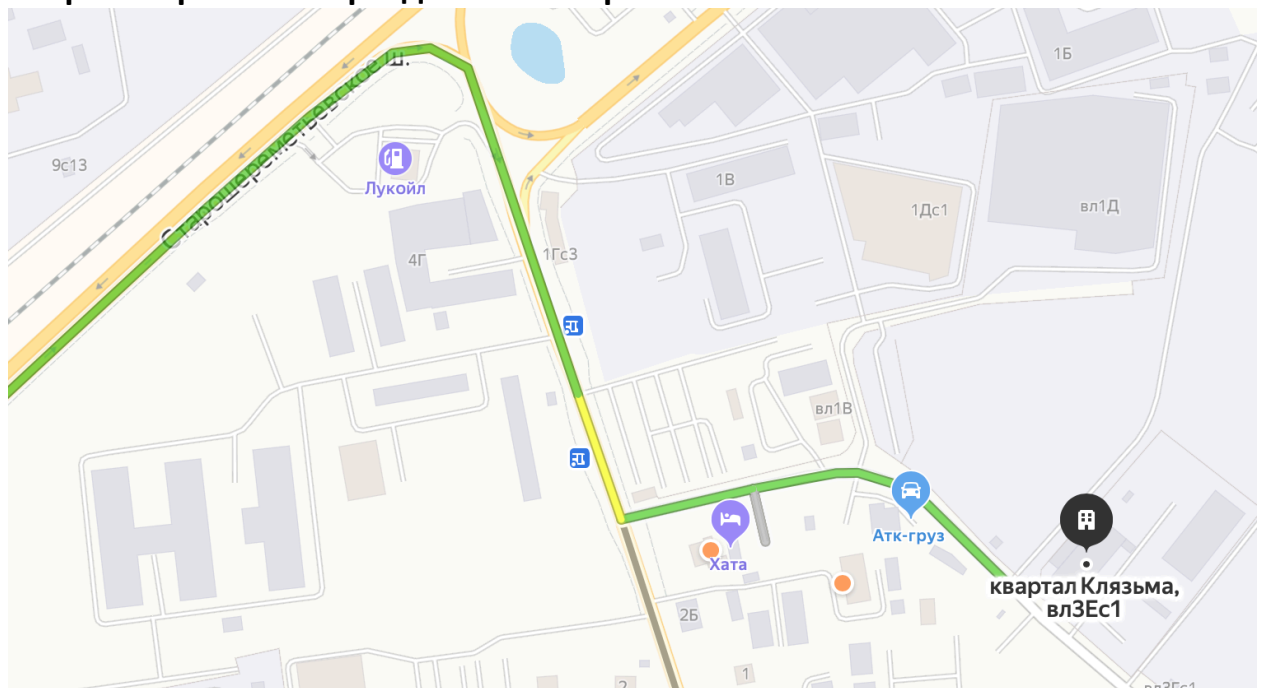 1Б
Старошереметьевское ш.
9с13
Лукойл
1В
1Дс1
вл1Д
4Г
1Гс3
вл1В
Атк-груз
Хата
квартал Клязьма,
вл3Ес1
2Б
1
2
вл3Гс1